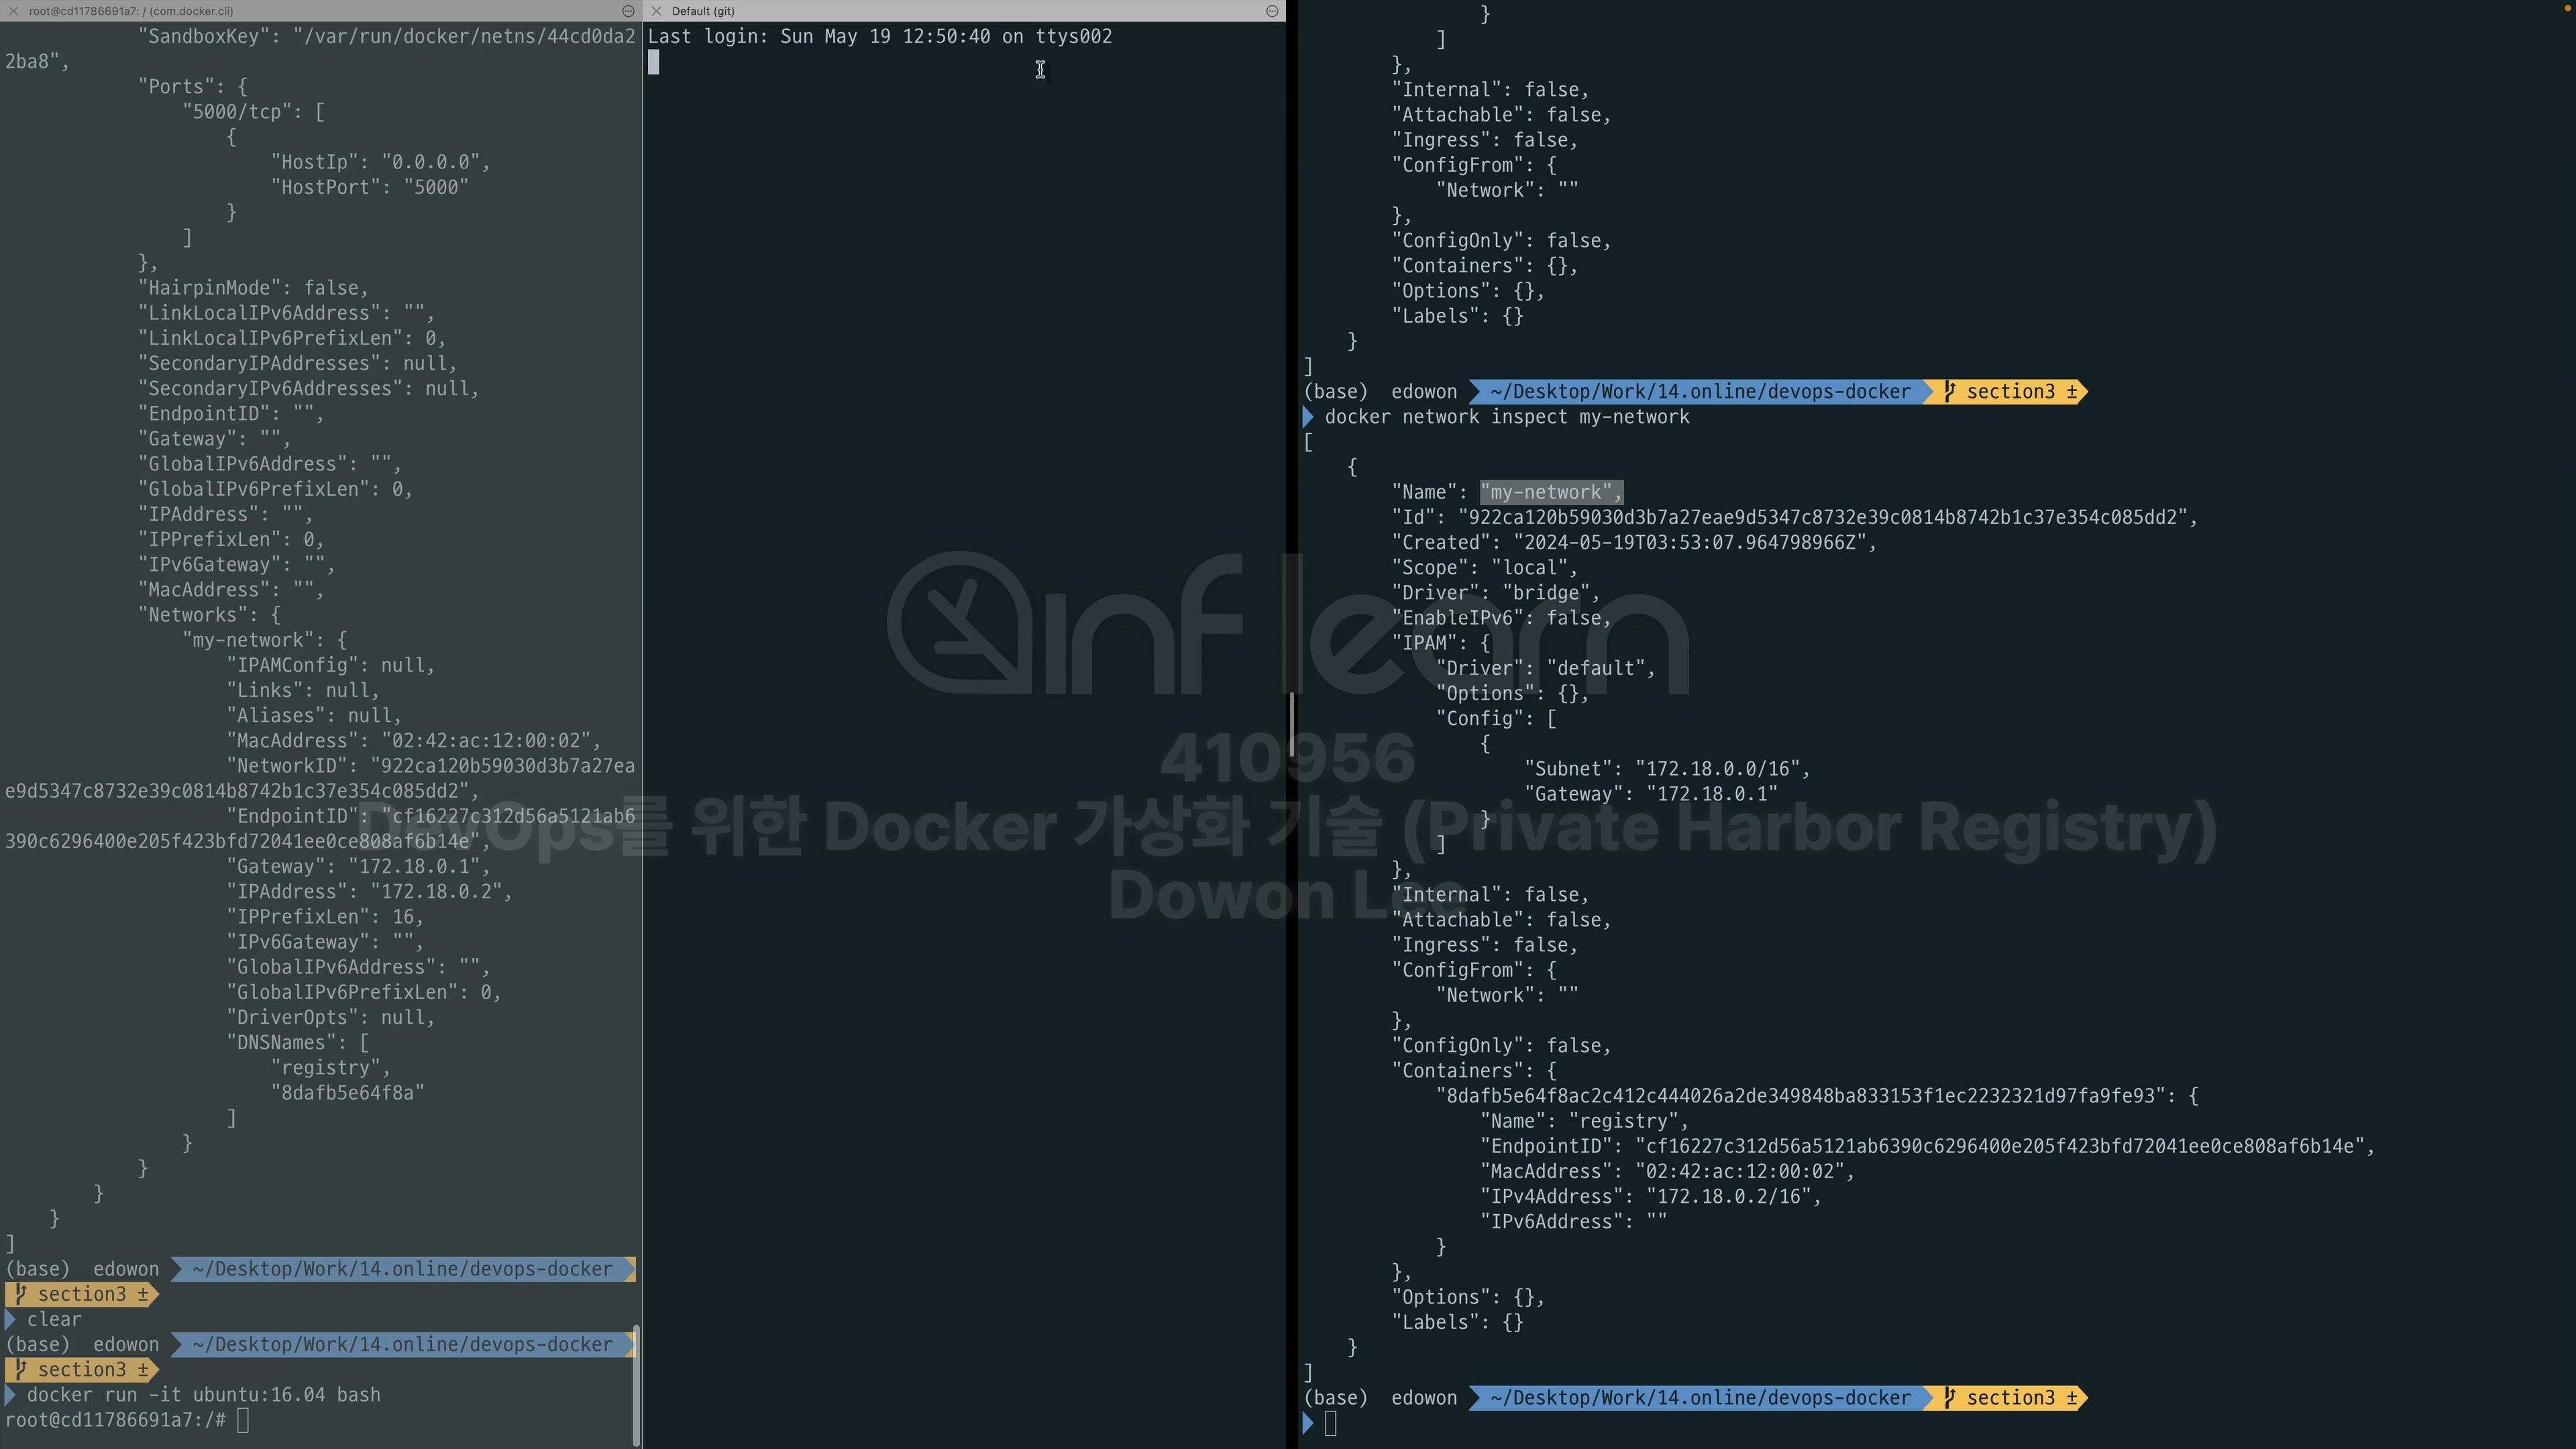 root@cd11786691a7: / (com.docker.cli)
"SandboxKey": "/var/run/docker/netns/44cd0da2
2ba8",
"Ports": {
"5000/tcp": [
{
"HostIp": "0.0.0.0",
"HostPort": "5000"
}
]
},
"HairpinMode": false,
"LinkLocalIPv6Address": "",
"LinkLocalIPv6PrefixLen": 0,
"SecondaryIPAddresses": null,
"SecondaryIPv6Addresses": null,
"EndpointID": "",
"Gateway": "",
"GlobalIPv6Address": "",
"GlobalIPv6PrefixLen": 0,
"IPAddress": "",
"IPPrefixLen": 0,
"IPv6Gateway": "",
"MacAddress": "",
"Networks": {
"my-network": {
"IPAMConfig": null,
"Links": null,
"Aliases": null,
"MacAddress": "02:42:ac:12:00:02",
"NetworkID": "922ca120b59030d3b7a27ea
e9d5347c8732e39c0814b8742b1c37e354c085dd2",
"EndpointID": "cf16227c312d56a5121ab6
390c6296400e205f423bfd72041ee0ce808af6b14e",
"Gateway": "172.18.0.1",
"IPAddress": "172.18.0.2",
"IPPrefixLen": 16,
"IPv6Gateway": "",
"GlobalIPv6Address": "",
"GlobalIPv6PrefixLen": 0,
"DriverOpts": null,
"DNSNames": [
"registry",
"8dafb5e64f8a"
]
}
}
}
}
]
(base) edowon ~/Desktop/Work/14.online/devops-docker
section3 ±
clear
(base) edowon ~/Desktop/Work/14.online/devops-docker
section3 ±
docker run -it ubuntu:16.04 bash
root@cd11786691a7:/#
Default (git)
Last login: Sun May 19 12:50:40 on ttys002
}
]
},
"Internal": false,
"Attachable": false,
"Ingress": false,
"ConfigFrom": {
"Network": ""
},
"ConfigOnly": false,
"Containers": {},
"Options": {},
"Labels": {}
}
]
(base) edowon ~/Desktop/Work/14.online/devops-docker section3 ±
docker network inspect my-network
[
{
"Name": "my-network",
"Id": "922ca120b59030d3b7a27eae9d5347c8732e39c0814b8742b1c37e354c085dd2",
"Created": "2024-05-19T03:53:07.964798966Z",
"Scope": "local",
"Driver": "bridge",
"EnableIPv6": false,
"IPAM": {
"Driver": "default",
"Options": {},
"Config": [
{
"Subnet": "172.18.0.0/16",
"Gateway": "172.18.0.1"
}
]
},
"Internal": false,
"Attachable": false,
"Ingress": false,
"ConfigFrom": {
"Network": ""
},
"ConfigOnly": false,
"Containers": {
"8dafb5e64f8ac2c412c444026a2de349848ba833153f1ec2232321d97fa9fe93": {
"Name": "registry",
"EndpointID": "cf16227c312d56a5121ab6390c6296400e205f423bfd72041ee0ce808af6b14e",
"MacAddress": "02:42:ac:12:00:02",
"IPv4Address": "172.18.0.2/16",
"IPv6Address": ""
}
},
"Options": {},
"Labels": {}
}
]
(base) edowon ~/Desktop/Work/14.online/devops-docker section3 ±
inflearn
410956
DevOps를 위한 Docker 가상화 기술 (Private Harbor Registry)
Dowon Lee